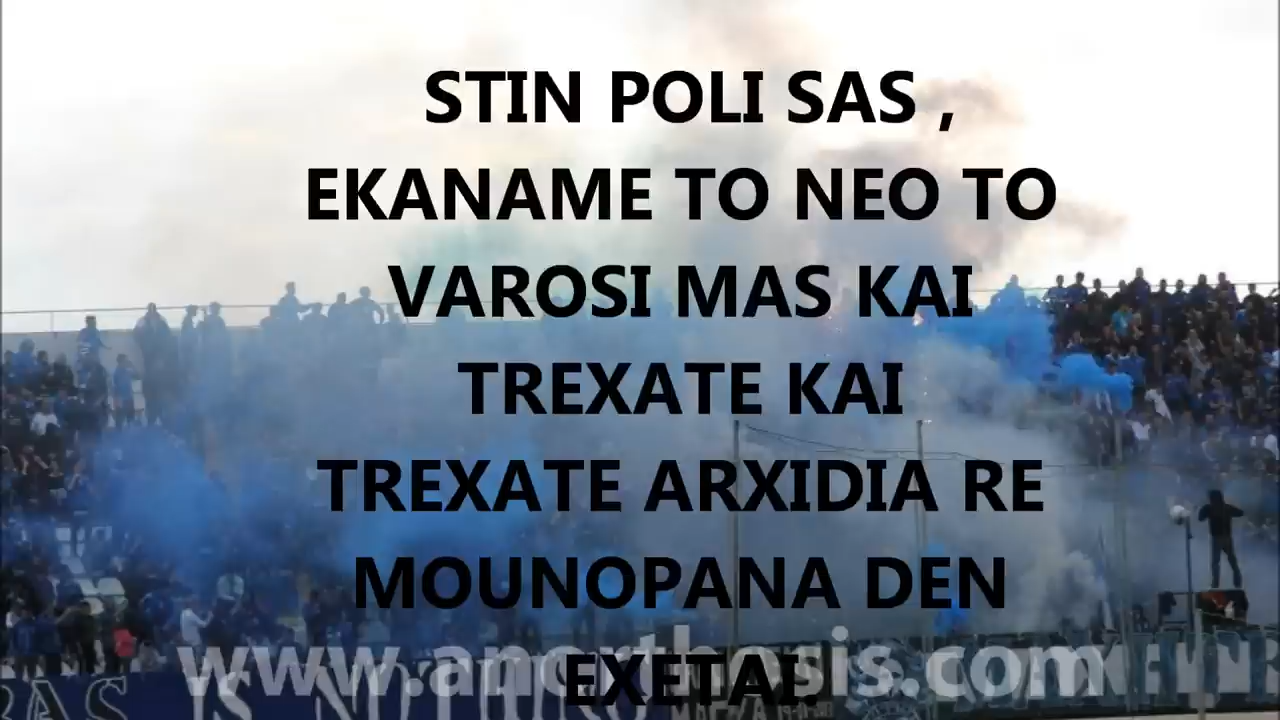 STIN POLI SAS ,
EKANAME TO NEO TO
VAROSI MAS KAI
TREXATE KAI
TREXATE ARXIDIA RE
MOUNOPANA DEN
EXETAI
www.anorthosis.com
IS N